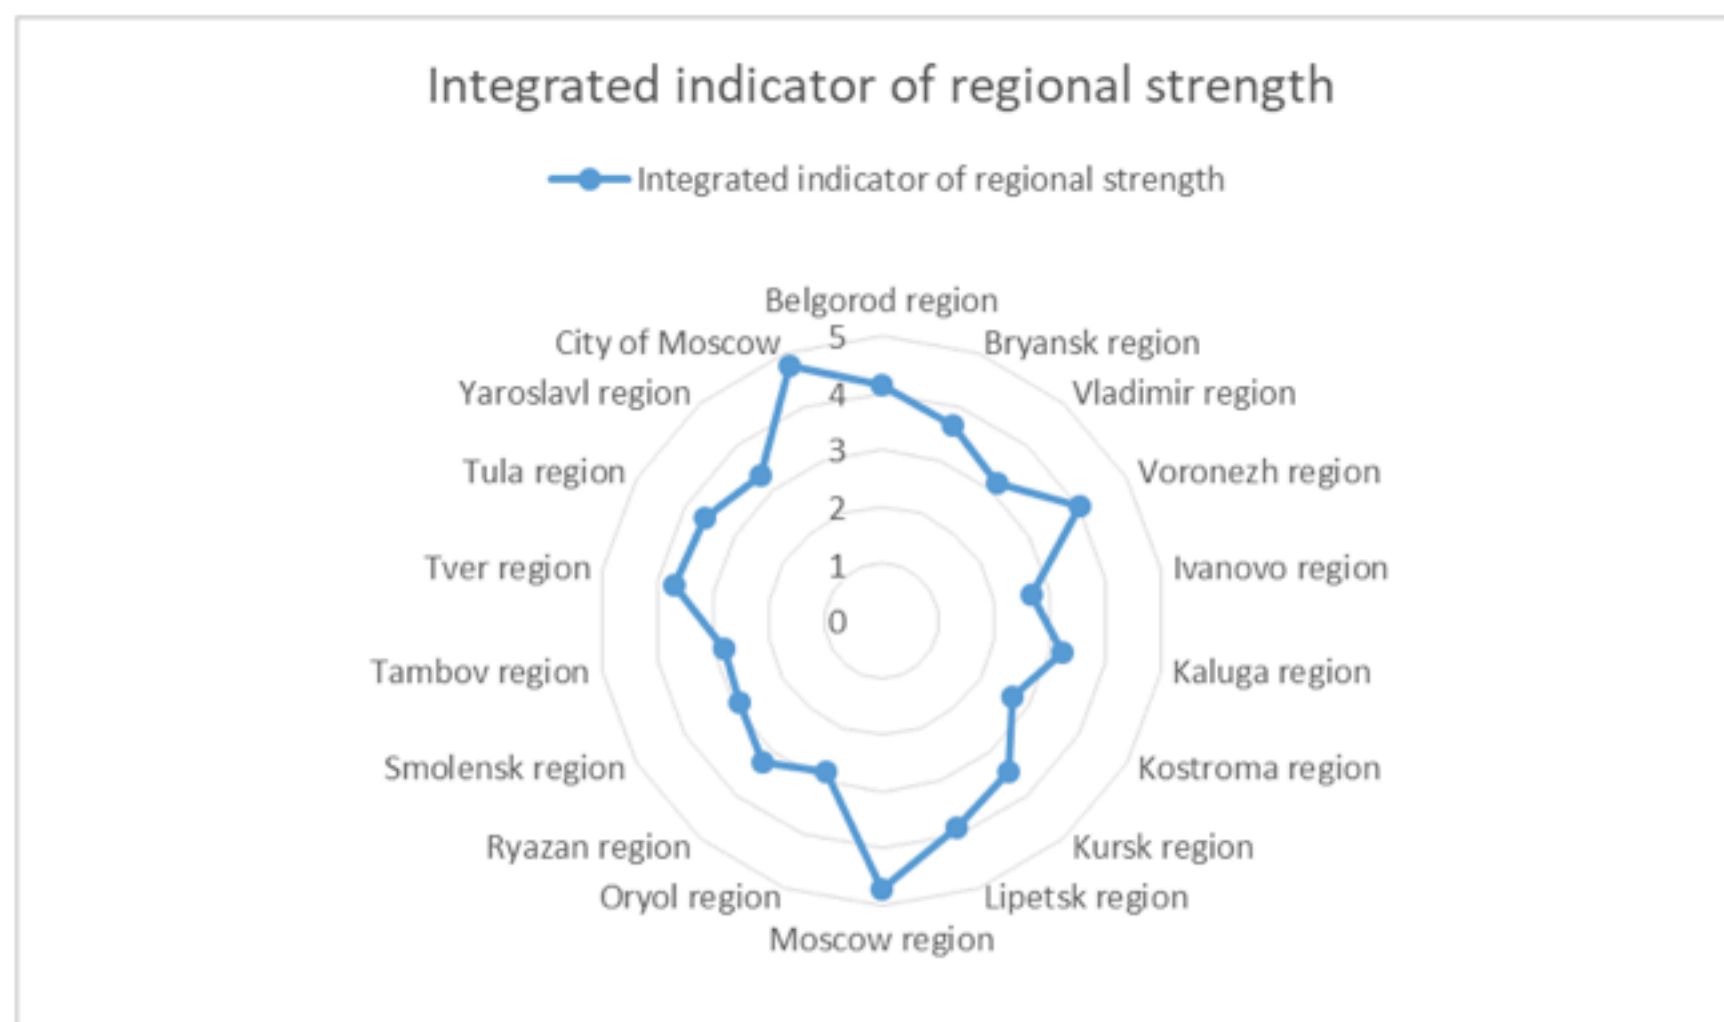 Integrated indicator of regional strength
Integrated indicator of regional strength
Belgorod region
5
City of Moscow
Bryansk region
Yaroslavl region
4
Vladimir region
3
Tula region
Voronezh region
2
Tver region
1
Ivanovo region
0
Tambov region
Kaluga region
Smolensk region
Kostroma region
Ryazan region
Kursk region
Oryol region
Lipetsk region
Moscow region